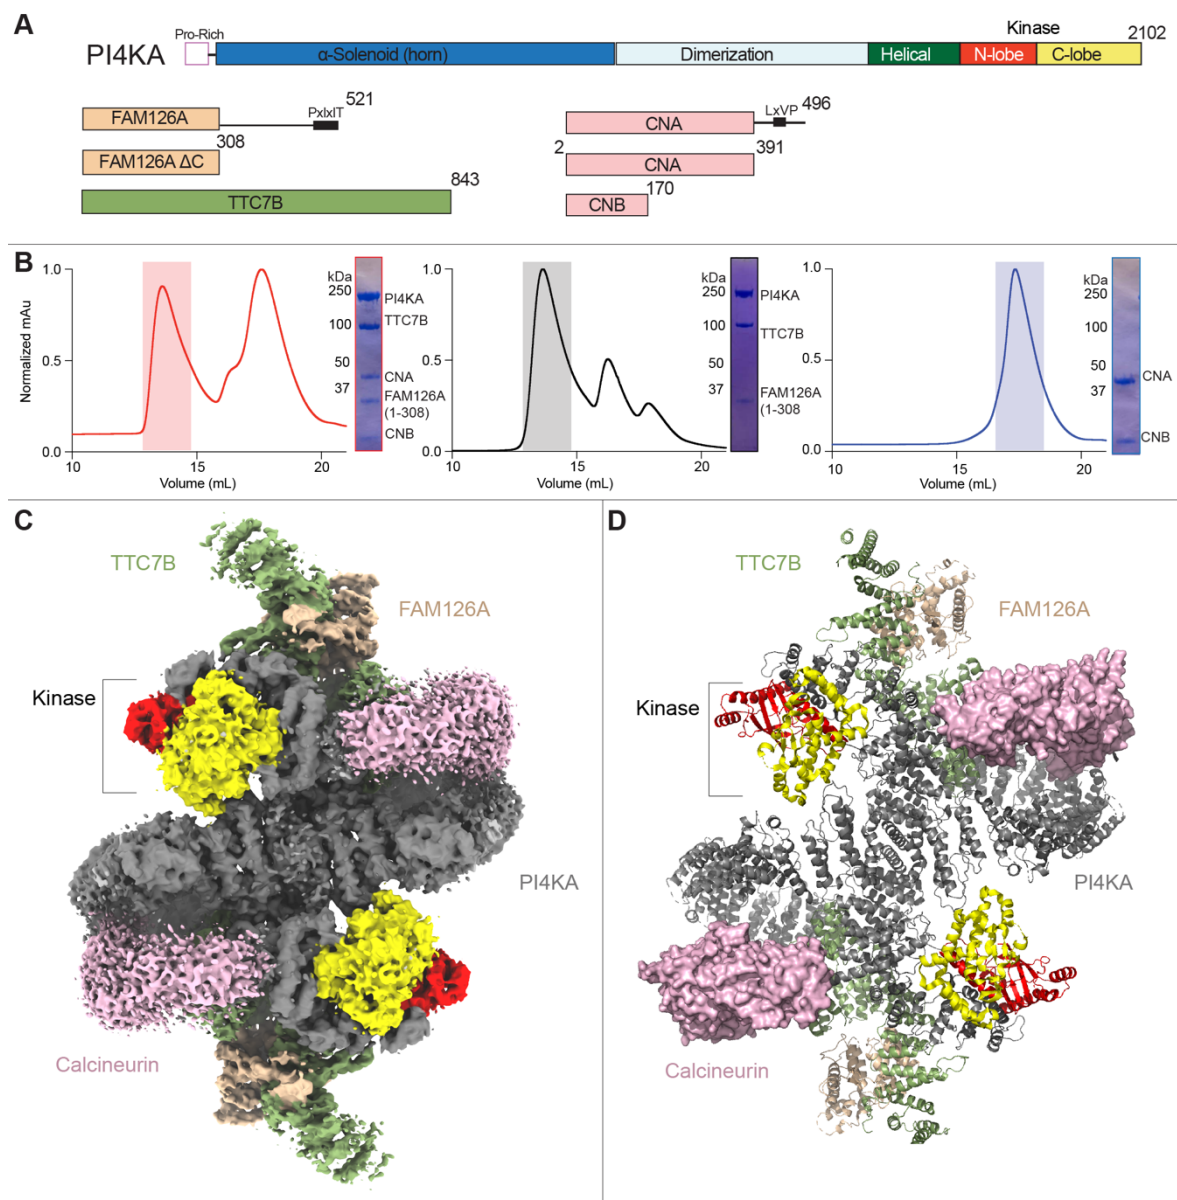 A
Pro-Rich
Kinase
2102
PI4KA
α-Solenoid (horn)
Dimerization
Helical
N-lobe
C-lobe
FAM126A
PxIxIT
521
CNA
LxVP
496
308
FAM126A ΔC
2
CNA
391
843
TTC7B
170
CNB
B
Normalized mAu
1.0
0.5
0.0
10
15
20
Volume (mL)
kDa
250
100
50
37
PI4KA
TTC7B
CNA
FAM126A
(1-308)
CNB
1.0
0.5
0.0
10
15
20
Volume (mL)
kDa
250
100
50
37
PI4KA
TTC7B
FAM126A
(1-308
1.0
0.5
0.0
10
15
20
Volume (mL)
kDa
250
100
50
37
CNA
CNB
C
TTC7B
FAM126A
Kinase
PI4KA
Calcineurin
D
TTC7B
FAM126A
Kinase
PI4KA
Calcineurin